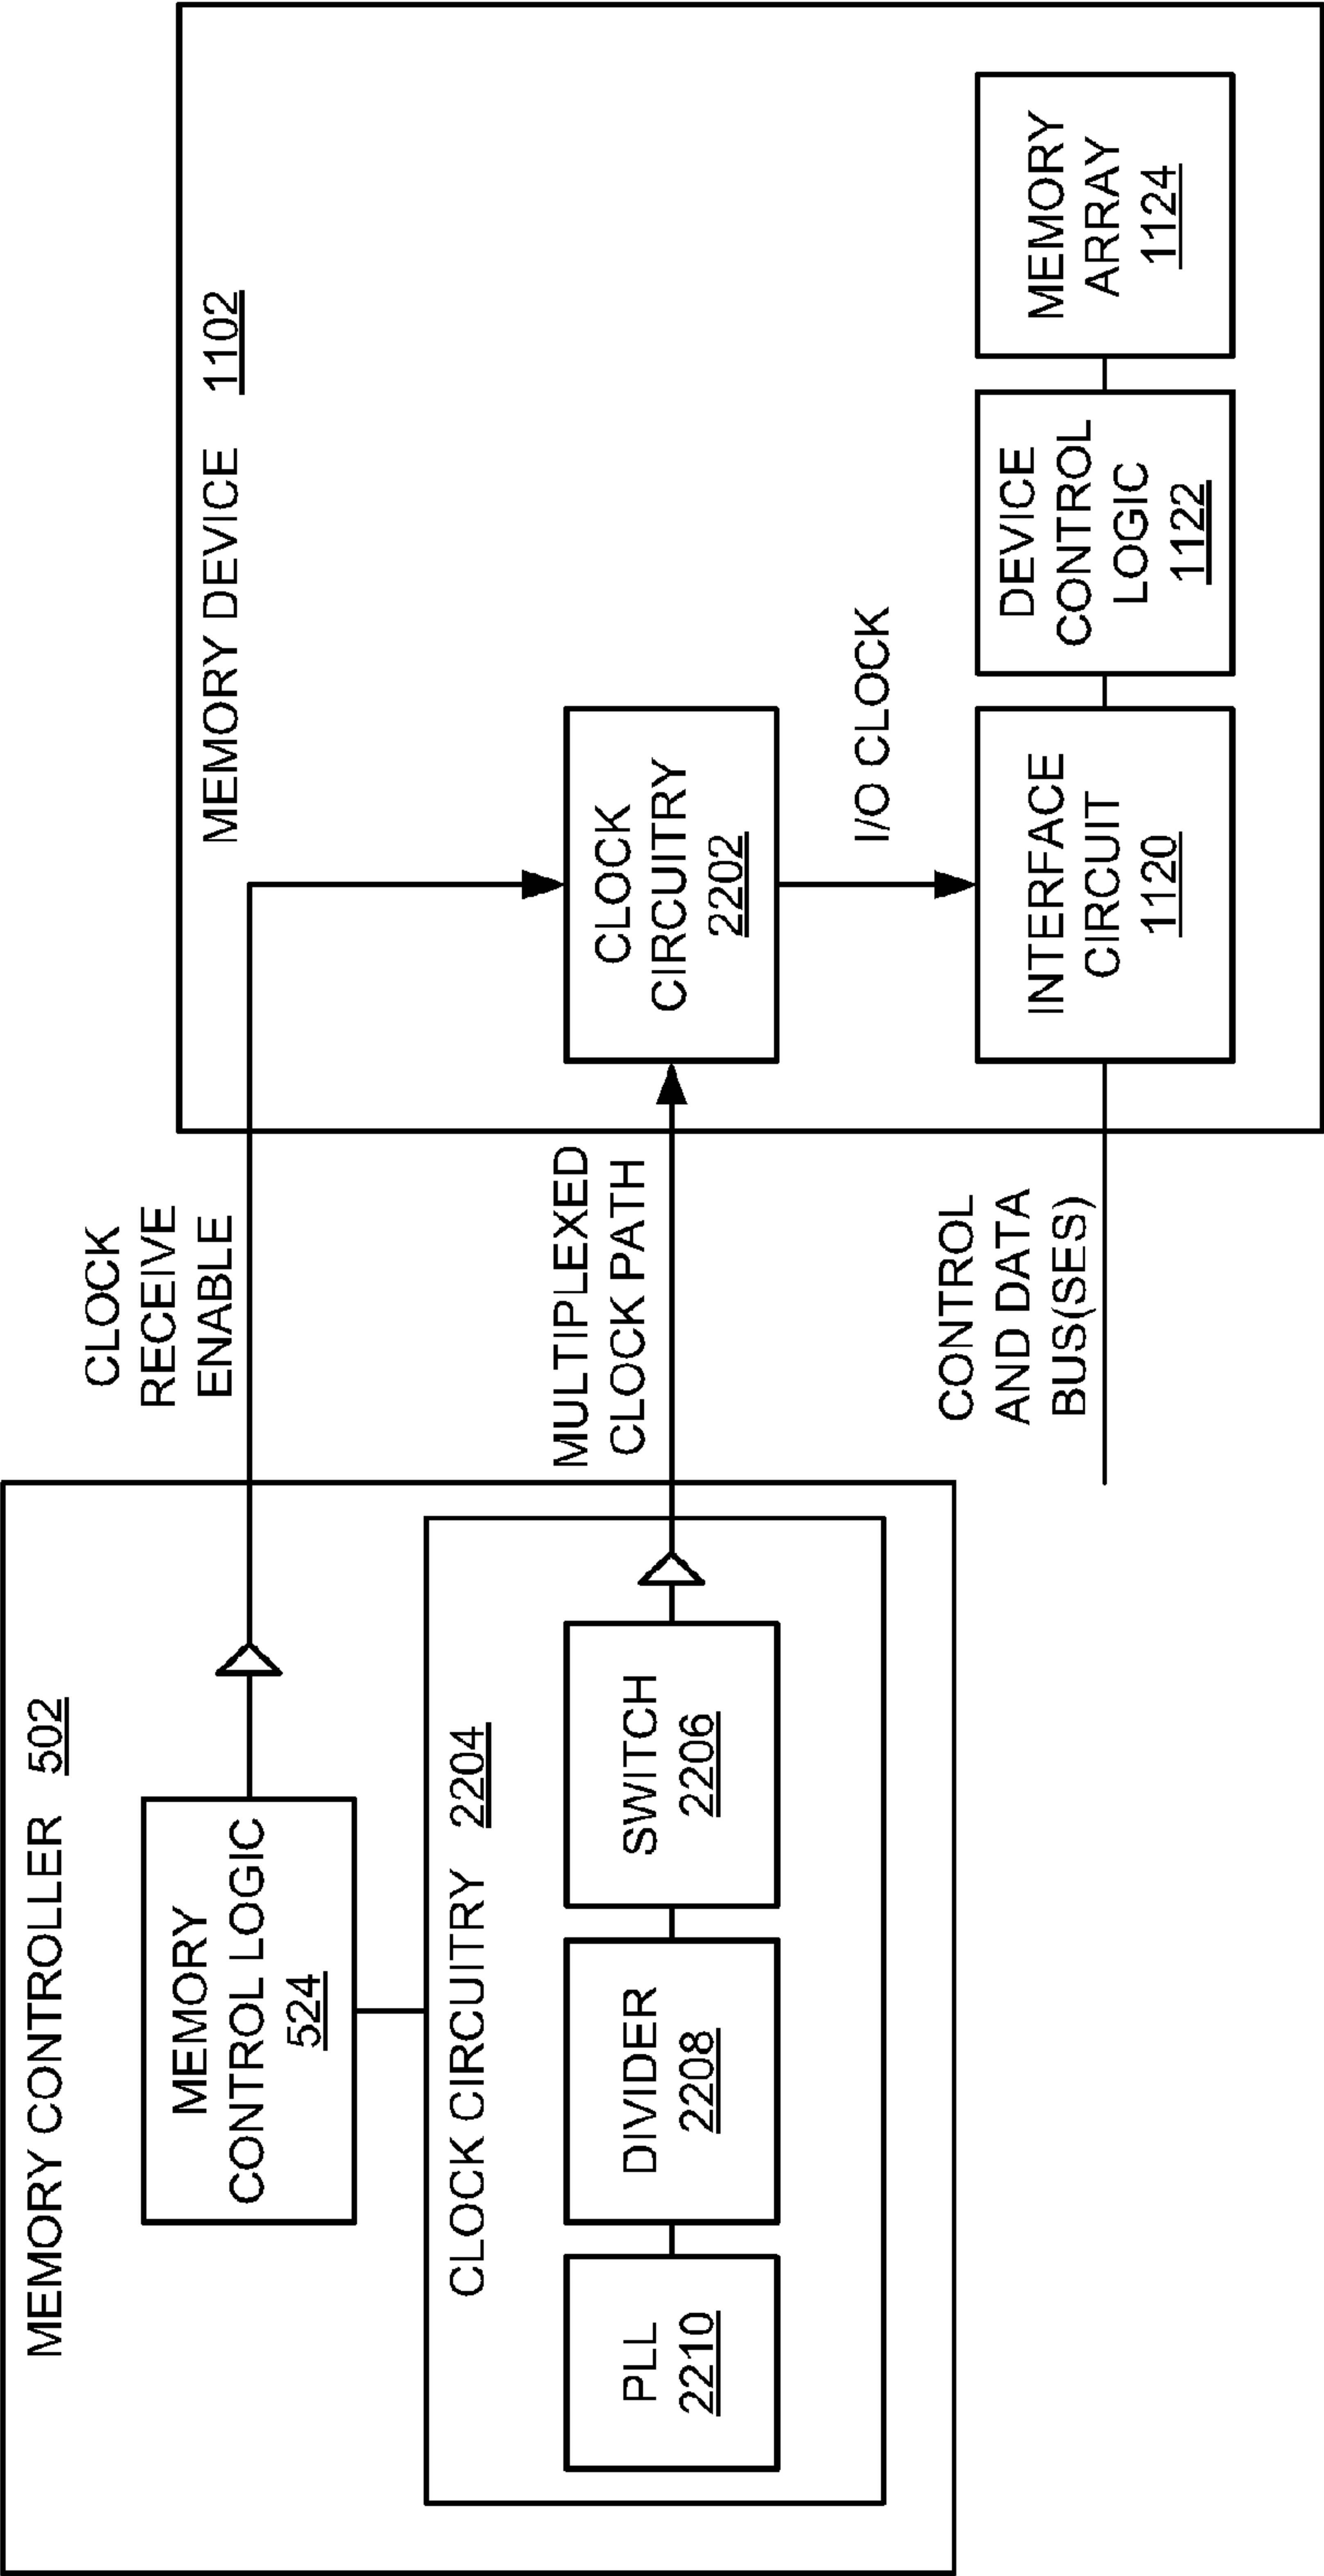 MEMORY CONTROLLER 502
MEMORY
CONTROL LOGIC
524
CLOCK CIRCUITRY 2204
PLL
2210
DIVIDER
2208
SWITCH
2206
CLOCK
RECEIVE
ENABLE
MULTIPLEXED
CLOCK PATH
CONTROL
AND DATA
BUS(SES)
MEMORY DEVICE 1102
CLOCK
CIRCUITRY
2202
I/O CLOCK
INTERFACE
CIRCUIT
1120
DEVICE
CONTROL
LOGIC
1122
MEMORY
ARRAY
1124